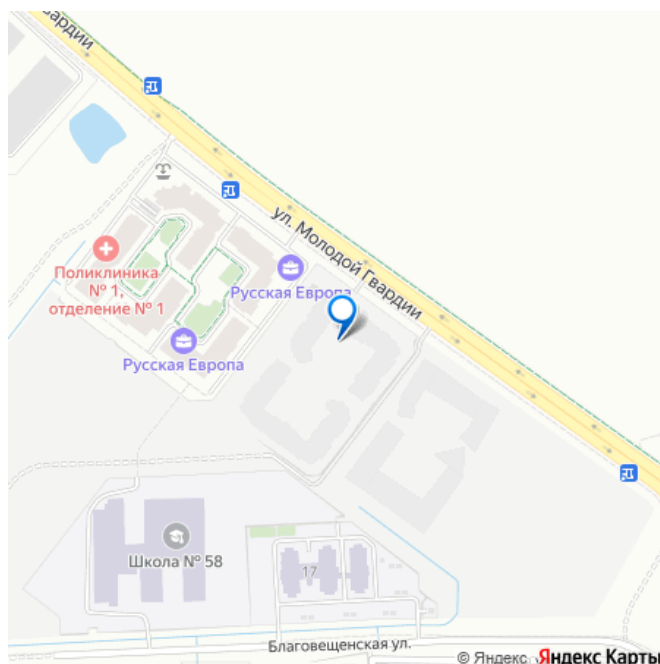 вардии
ул. Молодой Гвардии
Поликлиника
№ 1,
отделение № 1
Русская Европа
Русская Европа
Школа № 58
17
Благовещенская ул.
© Яндекс Яндекс Карты